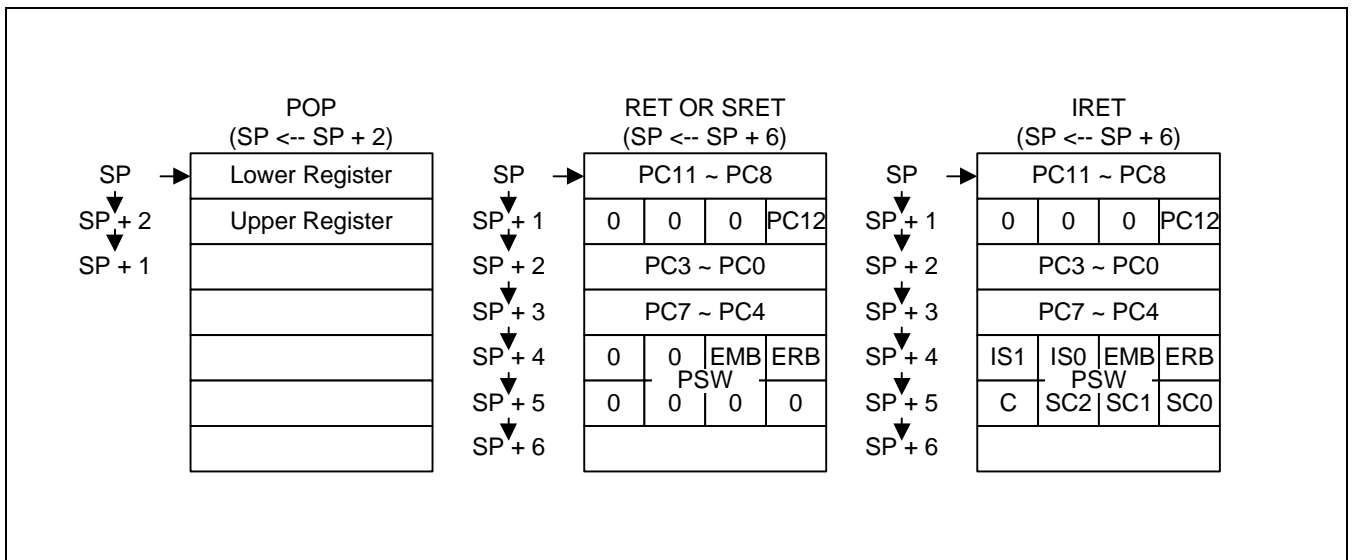 POP
(SP <-- SP + 2)
SP
SP + 2
SP + 1
Lower Register
Upper Register
RET OR SRET
(SP <-- SP + 6)
SP
SP + 1
SP + 2
SP + 3
SP + 4
SP + 5
SP + 6
PC11 ~ PC8
0 0 0 PC12
PC3 ~ PC0
PC7 ~ PC4
0 0 EMB ERB
PSW
0 0 0 0
IRET
(SP <-- SP + 6)
SP
SP + 1
SP + 2
SP + 3
SP + 4
SP + 5
SP + 6
PC11 ~ PC8
0 0 0 PC12
PC3 ~ PC0
PC7 ~ PC4
IS1 IS0 EMB ERB
PSW
C SC2 SC1 SC0